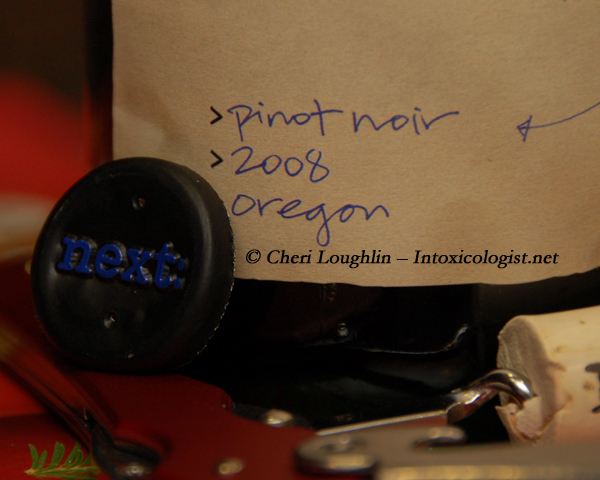 >pinot noir
>2008
oregon
next:
© Cheri Loughlin – Intoxicologist.net